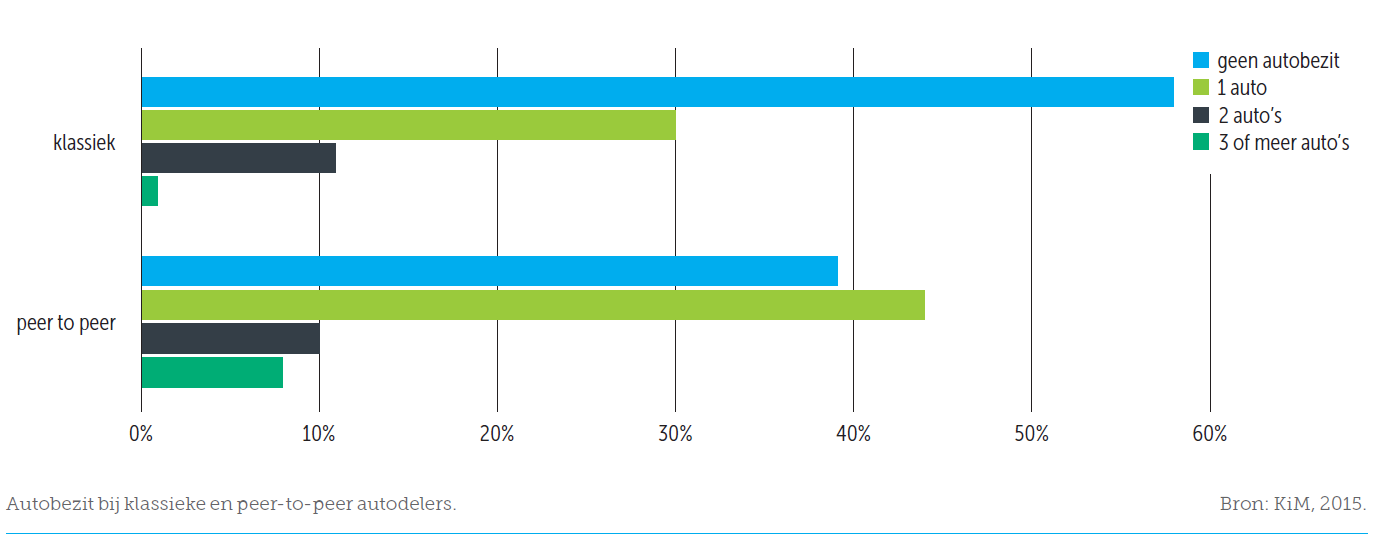 geen autobezit
1 auto
2 auto's
3 of meer auto's
klassiek
peer to peer
0% 10% 20% 30% 40% 50% 60%
Autobezit bij klassieke en peer-to-peer autodelers. Bron: KiM, 2015.